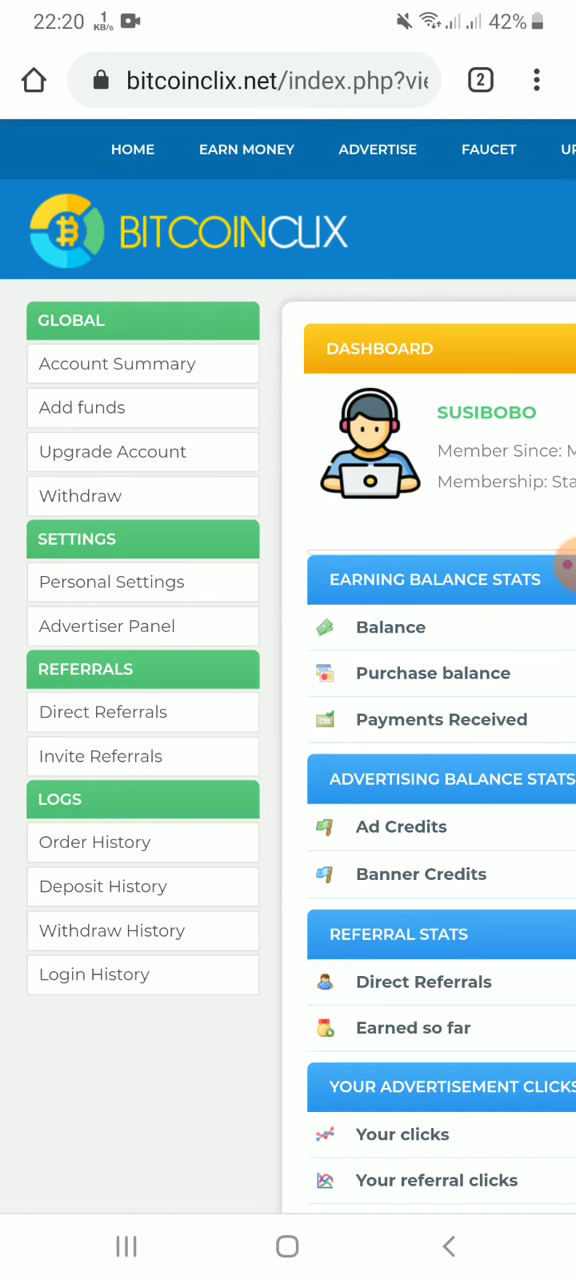 22:20 1 KB/s 42%
bitcoinclix.net/index.php?vie 2
HOME EARN MONEY ADVERTISE FAUCET UP
BITCOINCLIX
GLOBAL
Account Summary
Add funds
Upgrade Account
Withdraw
SETTINGS
Personal Settings
Advertiser Panel
REFERRALS
Direct Referrals
Invite Referrals
LOGS
Order History
Deposit History
Withdraw History
Login History
DASHBOARD
SUSIBOBO
Member Since: M
Membership: Sta
EARNING BALANCE STATS
Balance
Purchase balance
Payments Received
ADVERTISING BALANCE STATS
Ad Credits
Banner Credits
REFERRAL STATS
Direct Referrals
Earned so far
YOUR ADVERTISEMENT CLICKS
Your clicks
Your referral clicks